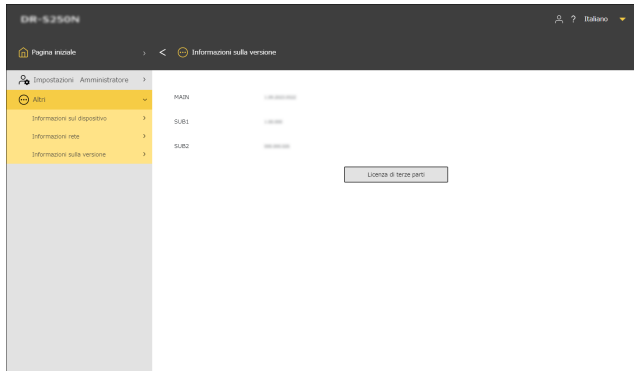 DR-S250N
? Italiano
Pagina iniziale
Informazioni sulla versione
Impostazioni Amministratore
Altri
Informazioni sul dispositivo
Informazioni rete
Informazioni sulla versione
MAIN
SUB1
SUB2
Licenza di terze parti